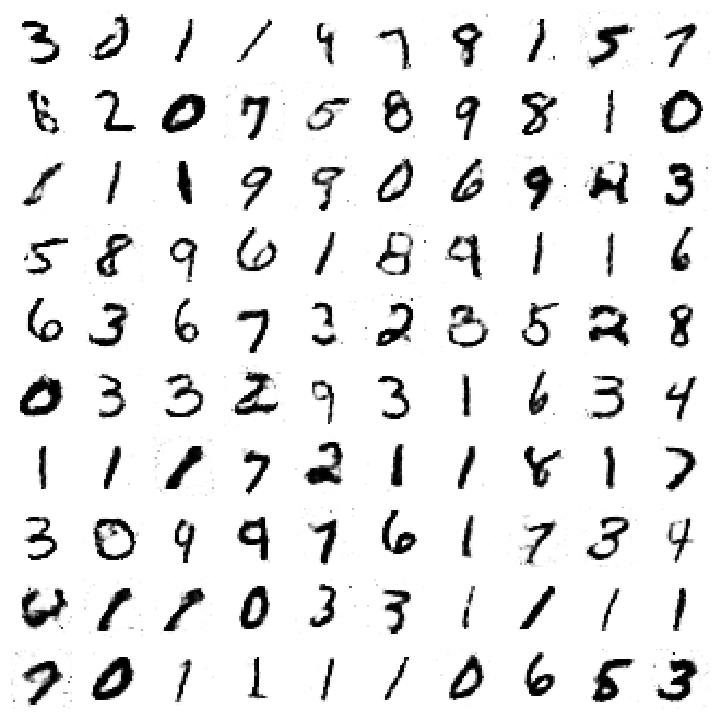 3 0 1 / 9 7 9 1 5 7
8 2 0 7 5 8 9 8 1 0
1 1 1 9 9 0 6 9 3
5 8 9 6 1 8 9 1 1 6
6 3 6 7 3 2 3 5 2 8
0 3 3 2 9 3 1 6 3 4
1 1 1 7 2 1 1 8 1 7
3 0 9 9 7 6 1 7 3 4
1 1 0 3 3 1 1 1 1
7 0 1 1 1 1 0 6 5 3